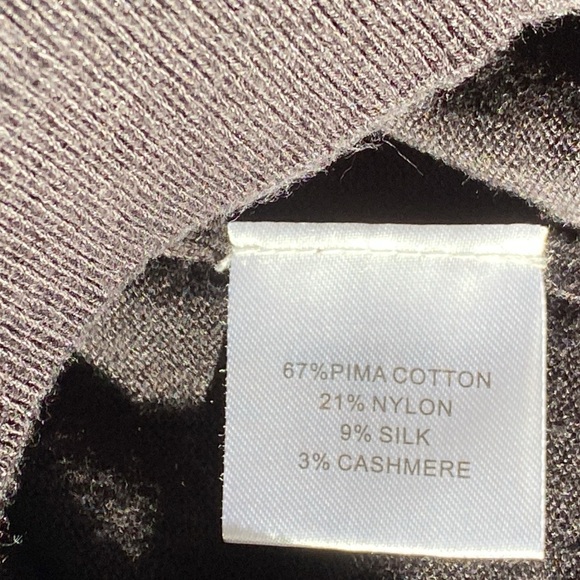 67%PIMA COTTON
21% NYLON
9% SILK
3% CASHMERE